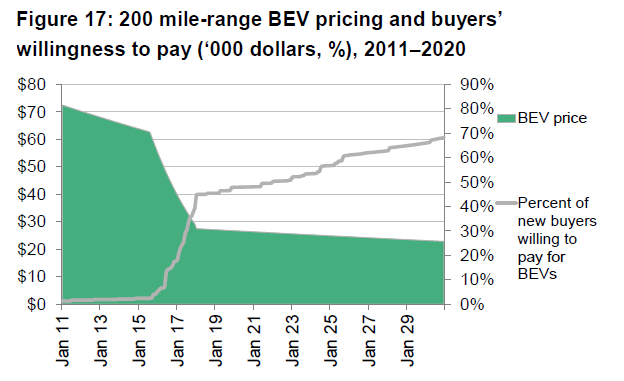 Figure 17: 200 mile-range BEV pricing and buyers’
willingness to pay (‘000 dollars, %), 2011–2020
$80
$70
$60
$50
$40
$30
$20
$10
$0
90%
80%
70%
60%
50%
40%
30%
20%
10%
0%
Jan 11
Jan 13
Jan 15
Jan 17
Jan 19
Jan 21
Jan 23
Jan 25
Jan 27
Jan 29
BEV price
Percent of
new buyers
willing to
pay for
BEVs